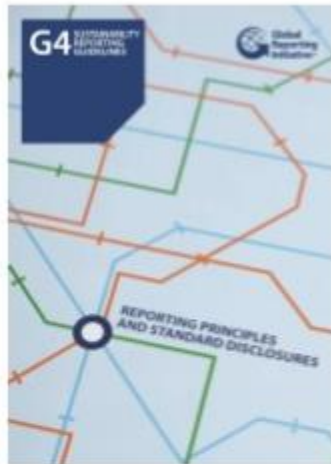 G4 SUSTAINABILITY
REPORTING
GUIDELINES
Global
Reporting
Initiative
REPORTING PRINCIPLES
AND STANDARD DISCLOSURES